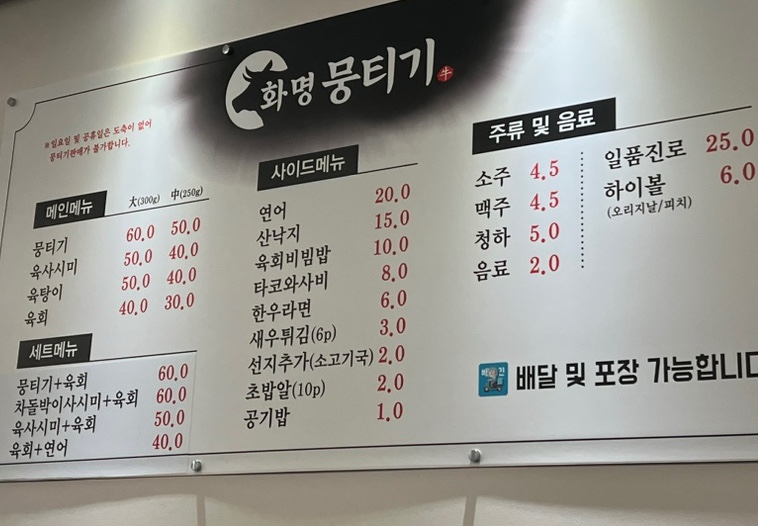 화명 뭉티기 牛
※일요일 및 공휴일은 도축이 없어
뭉티기판매가 불가합니다.
메인메뉴 大(300g) 中(250g)
뭉티기 60.0 50.0
육사시미 50.0 40.0
육탕이 50.0 40.0
육회 40.0 30.0
세트메뉴
뭉티기+육회 60.0
차돌박이사시미+육회 60.0
육사시미+육회 50.0
육회+연어 40.0
사이드메뉴
연어 20.0
산낙지 15.0
육회비빔밥 10.0
타코와사비 8.0
한우라면 6.0
새우튀김(6p) 3.0
선지추가(소고기국) 2.0
초밥알(10p) 2.0
공기밥 1.0
주류 및 음료
소주 4.5
맥주 4.5
청하 5.0
음료 2.0
일품진로 25.0
하이볼 6.0
(오리지날/피치)
배달 및 포장 가능합니다